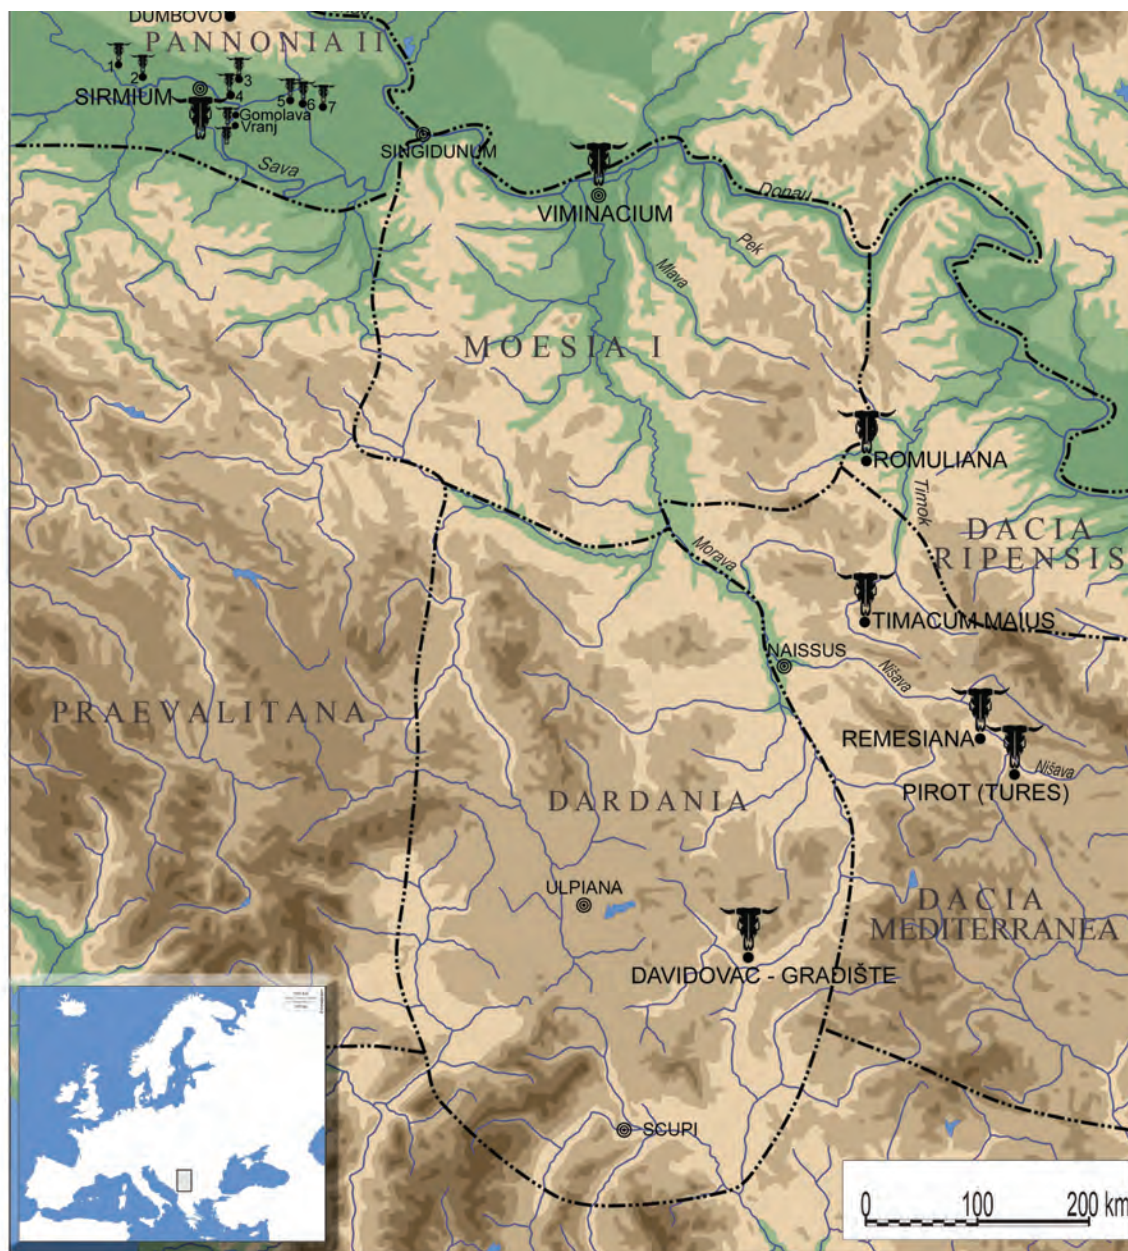 DUMBOVO
PANNONIA II
1
2
3
4
5
6
7
SIRMIUM
Gomolava
Vranj
Sava
SINGIDUNUM
VIMINACIUM
Donau
Pek
Mlava
MOESIA I
ROMULIANA
Timok
DACIA
RIPENSIS
Morava
TIMACUM MAIUS
NAISSUS
Nišava
PRAEVALITANA
REMESIANA
Nišava
PIROT (TURES)
DARDANIA
ULPIANA
DACIA
MEDITERRANEA
DAVIDOVAC - GRADIŠTE
SCUPI
0 100 200 km